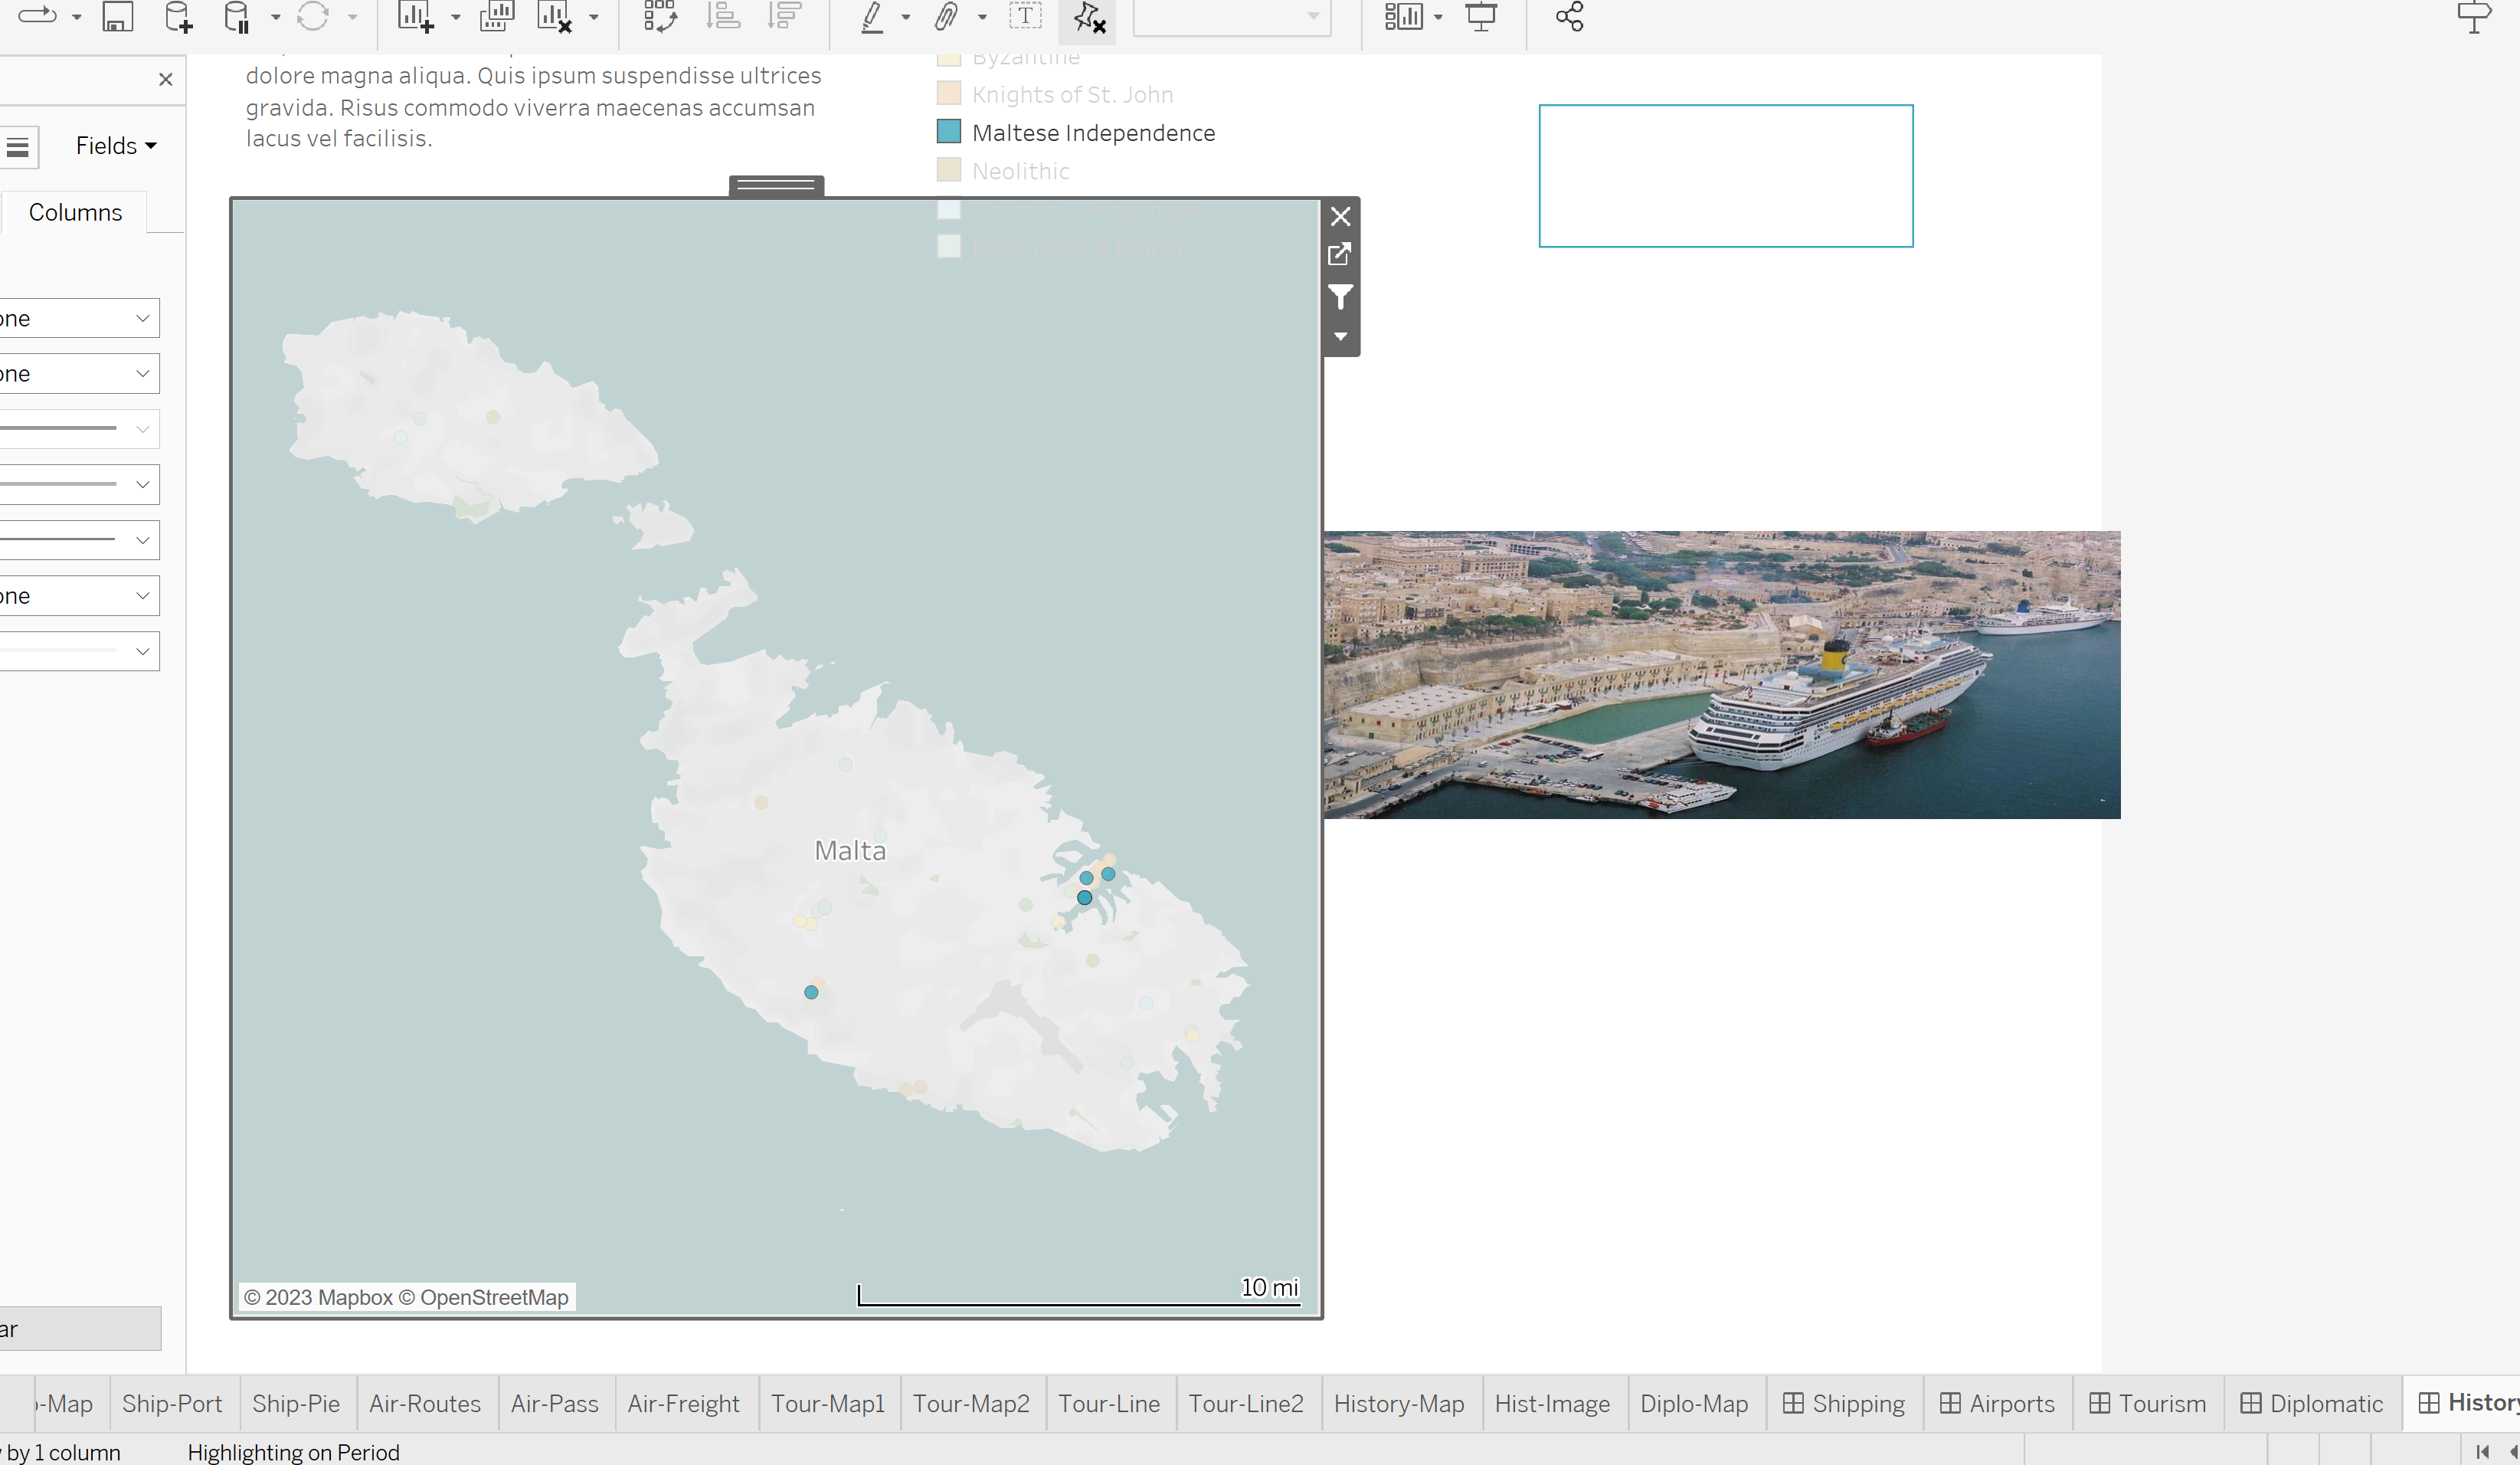 dolore magna aliqua. Quis ipsum suspendisse ultrices
gravida. Risus commodo viverra maecenas accumsan
lacus vel facilisis.
Byzantine
Knights of St. John
Maltese Independence
Neolithic
Fields
Columns
one
one
one
T
Malta
© 2023 Mapbox © OpenStreetMap
10 mi
ar
-Map
Ship-Port
Ship-Pie
Air-Routes
Air-Pass
Air-Freight
Tour-Map1
Tour-Map2
Tour-Line
Tour-Line2
History-Map
Hist-Image
Diplo-Map
Shipping
Airports
Tourism
Diplomatic
History
by 1 column
Highlighting on Period